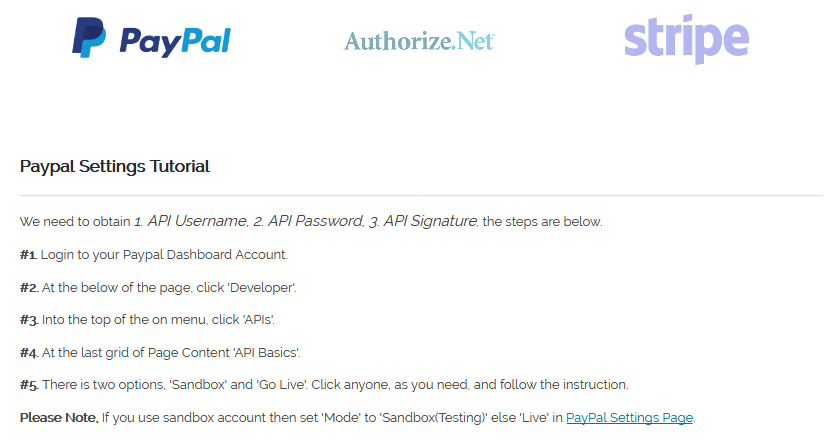 PayPal
Authorize.Net
stripe
Paypal Settings Tutorial
We need to obtain 1. API Username, 2. API Password, 3. API Signature, the steps are below.
#1. Login to your Paypal Dashboard Account.
#2. At the below of the page, click 'Developer'.
#3. Into the top of the on menu, click 'APIs'.
#4. At the last grid of Page Content 'API Basics'.
#5. There is two options, 'Sandbox' and 'Go Live'. Click anyone, as you need, and follow the instruction.
Please Note, If you use sandbox account then set 'Mode' to 'Sandbox(Testing)' else 'Live' in PayPal Settings Page.